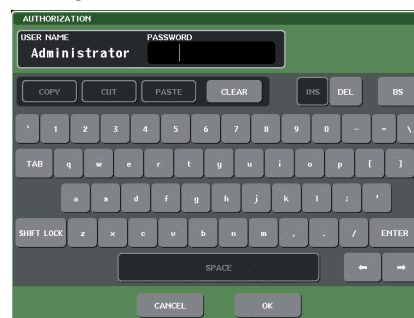 AUTHORIZATION
USER NAME PASSWORD
Administrator
COPY CUT PASTE CLEAR INS DEL BS
` 1 2 3 4 5 6 7 8 9 0 - = \
TAB q w e r t y u i o p [ ]
a s d f g h j k l ; '
SHIFT LOCK z x c v b n m , . / ENTER
SPACE ← →
CANCEL OK